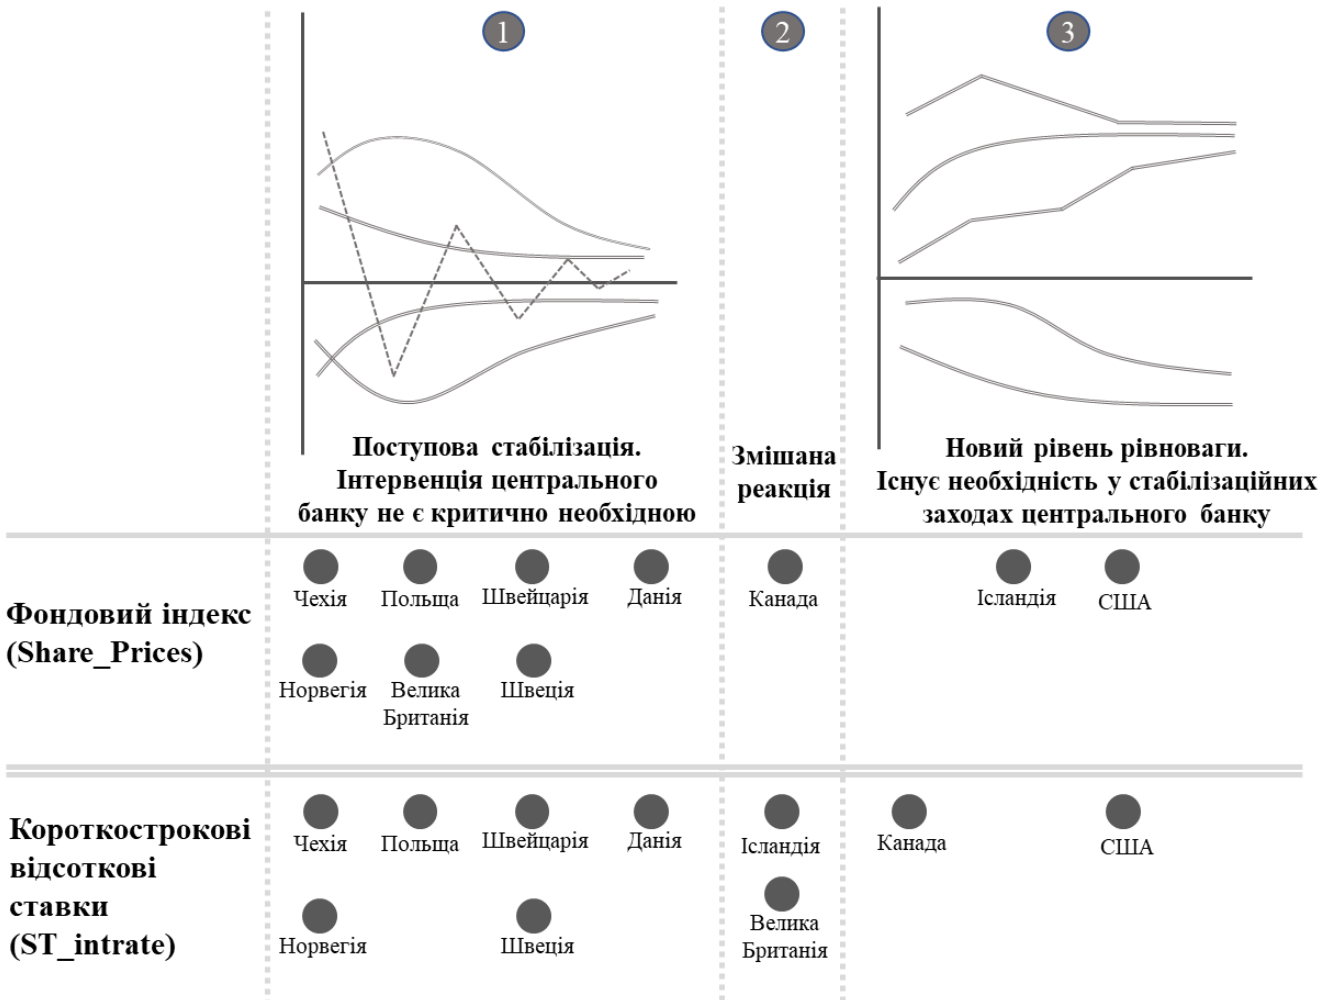 1
2
3
Поступова стабілізація.
Інтервенція центрального
банку не є критично необхідною
Змішана
реакція
Новий рівень рівноваги.
Існує необхідність у стабілізаційних
заходах центрального банку
Фондовий індекс
(Share_Prices)
Чехія
Польща
Швейцарія
Данія
Канада
Ісландія
США
Норвегія
Велика
Британія
Швеція
Короткострокові
відсоткові
ставки
(ST_intrate)
Чехія
Польща
Швейцарія
Данія
Ісландія
Канада
США
Норвегія
Швеція
Велика
Британія